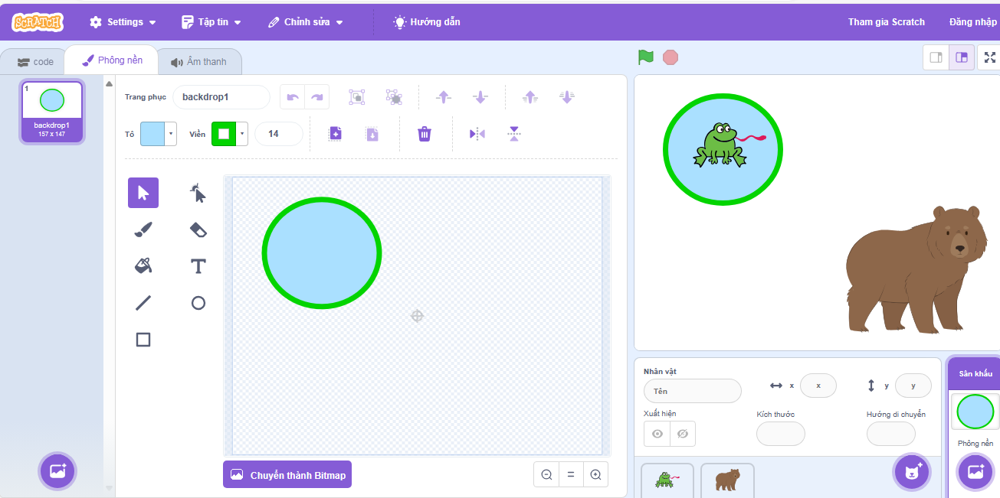 SCRATCH
Settings
Tập tin
Chỉnh sửa
Hướng dẫn
Tham gia Scratch
Đăng nhập
code
Phông nền
Âm thanh
1
backdrop1
157 x 147
Trang phục
backdrop1
Tô
Viền
14
T
Chuyển thành Bitmap
Nhân vật
Tên
x
x
y
y
Xuất hiện
Kích thước
Hướng di chuyển
Sân khấu
Phông nền